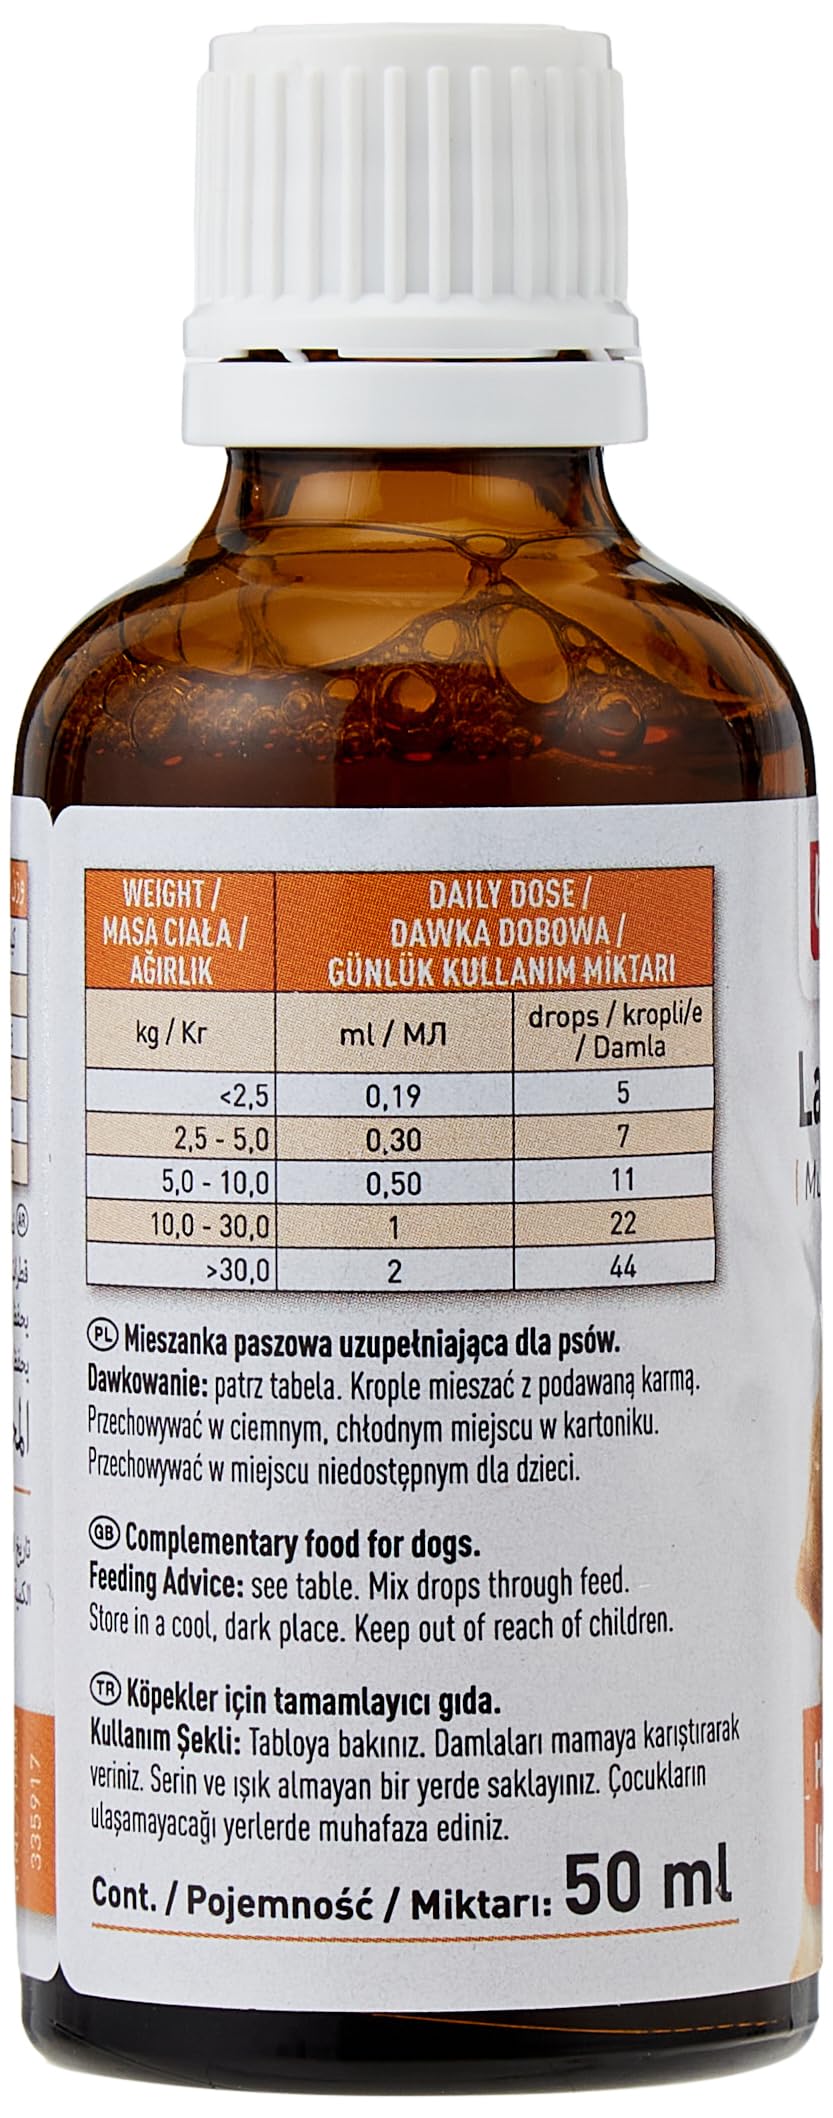 WEIGHT / DAILY DOSE /
MASA CIAŁA / DAWKA DOBOWA /
AĞIRLIK GÜNLÜK KULLANIM MİKTARI
kg / Kr ml / МЛ drops / kropli/e
/ Damla
<2,5 0,19 5
2,5 - 5,0 0,30 7
5,0 - 10,0 0,50 11
10,0 - 30,0 1 22
>30,0 2 44
PL Mieszanka paszowa uzupełniająca dla psów.
Dawkowanie: patrz tabela. Krople mieszać z podawaną karmą.
Przechowywać w ciemnym, chłodnym miejscu w kartoniku.
Przechowywać w miejscu niedostępnym dla dzieci.
GB Complementary food for dogs.
Feeding Advice: see table. Mix drops through feed.
Store in a cool, dark place. Keep out of reach of children.
TR Köpekler için tamamlayıcı gıda.
Kullanım Şekli: Tabloya bakınız. Damlaları mamaya karıştırarak
veriniz. Serin ve ışık almayan bir yerde saklayınız. Çocukların
ulaşamayacağı yerlerde muhafaza ediniz.
Cont. / Pojemność / Miktarı: 50 ml
AR
335917